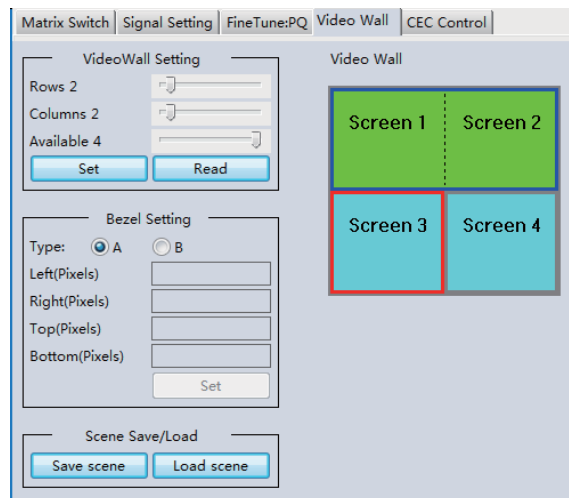 Matrix Switch Signal Setting FineTune:PQ Video Wall CEC Control
VideoWall Setting
Rows 2
Columns 2
Available 4
Set Read
Bezel Setting
Type: A B
Left(Pixels)
Right(Pixels)
Top(Pixels)
Bottom(Pixels)
Set
Scene Save/Load
Save scene Load scene
Video Wall
Screen 1 Screen 2
Screen 3 Screen 4